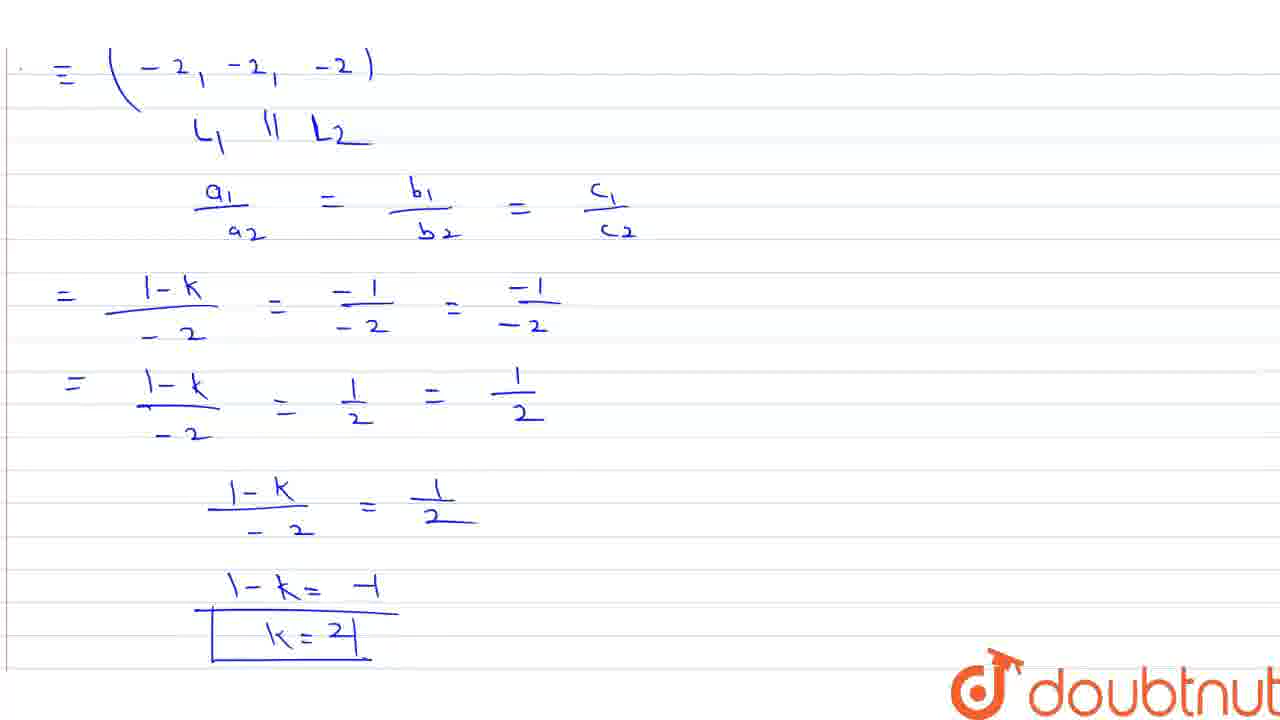 ≡ (-2, -2, -2)
L1 || L2
a1/a2 = b1/b2 = c1/c2
= 1-k/-2 = -1/-2 = -1/-2
= 1-k/-2 = 1/2 = 1/2
1-k/-2 = 1/2
1-k = -1
k = 2
doubtnut